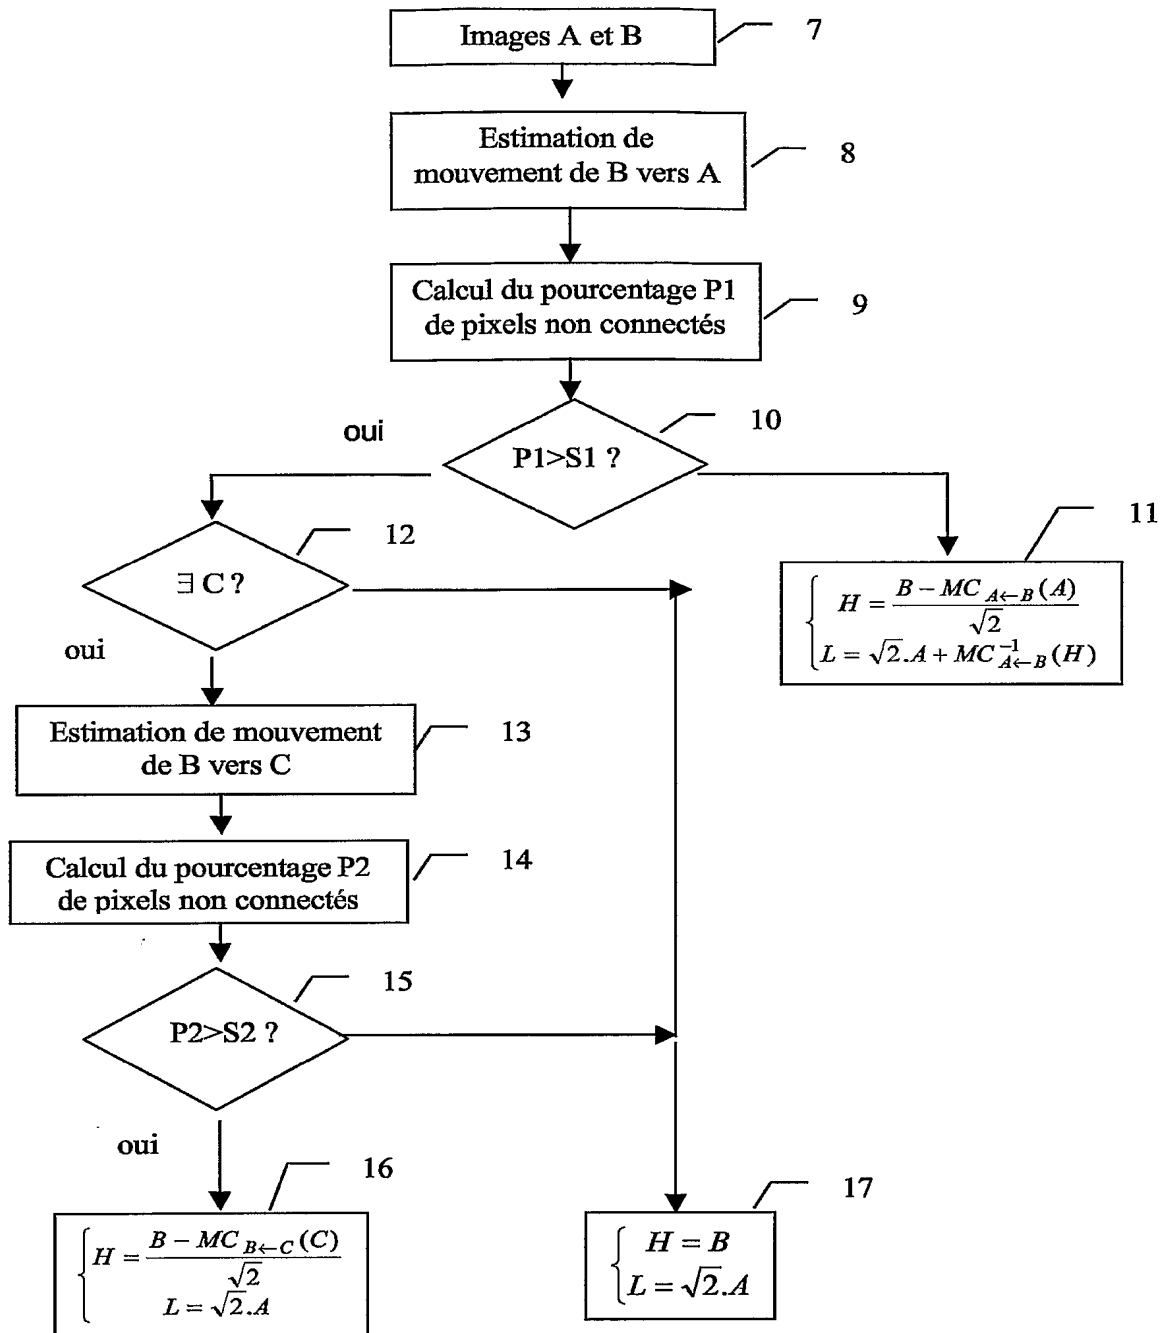 Images A et B
7
Estimation de
mouvement de B vers A
8
Calcul du pourcentage P1
de pixels non connectés
9
oui
P1>S1 ?
10
∃ C ?
12
11
H = (B − MC A←B (A)) / √2
L = √2.A + MC⁻¹ A←B (H)
oui
Estimation de mouvement
de B vers C
13
Calcul du pourcentage P2
de pixels non connectés
14
P2>S2 ?
15
oui
16
H = (B − MC B←C (C)) / √2
L = √2.A
17
H = B
L = √2.A